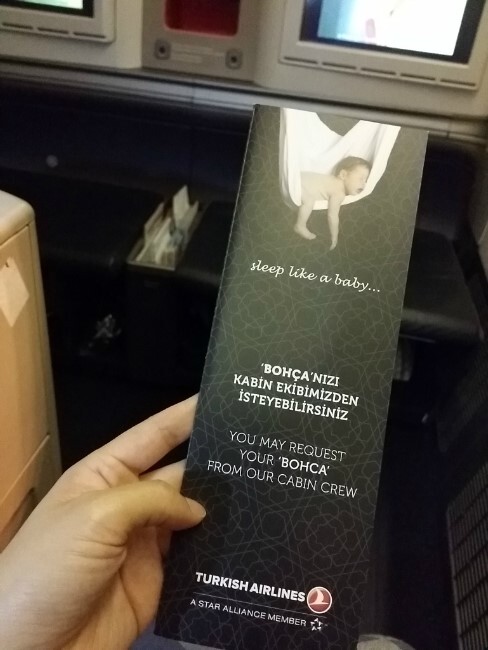 sleep like a baby...
'BOHÇA'NIZI
KABİN EKİBİMİZDEN
İSTEYEBİLİRSİNİZ
YOU MAY REQUEST
YOUR 'BOHCA'
FROM OUR CABIN CREW
TURKISH AIRLINES
A STAR ALLIANCE MEMBER